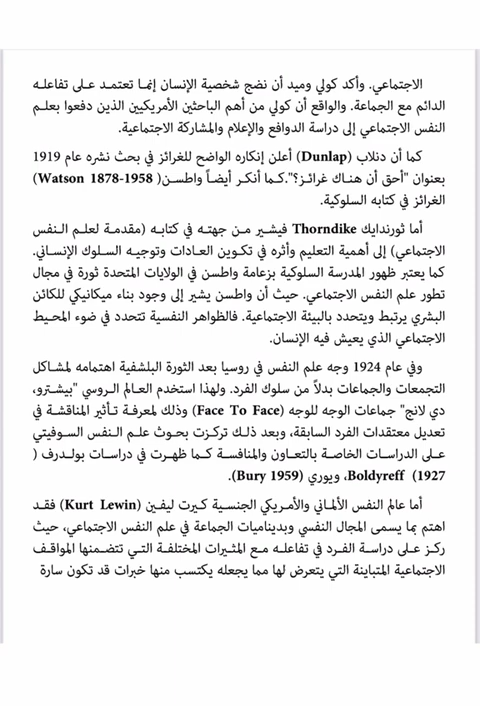 الاجتماعي. وأكد كولي وميد أن نضج شخصية الإنسان إنما تعتمد على تفاعله
الدائم مع الجماعة. والواقع أن كولي من أهم الباحثين الأمريكيين الذين دفعوا بعلم
النفس الاجتماعي إلى دراسة الدوافع والإعلام والمشاركة الاجتماعية.
كما أن دنلاب (Dunlap) أعلن إنكاره الواضح للغرائز في بحث نشره عام 1919
بعنوان "أحق أن هناك غرائز؟".كما أنكر أيضاً واطسن( Watson 1878-1958)
الغرائز في كتابه السلوكية.
أما ثورندايك Thorndike فيشير من جهته في كتابه (مقدمة لعلم النفس
الاجتماعي) إلى أهمية التعليم وأثره في تكوين العادات وتوجيه السلوك الإنساني.
كما يعتبر ظهور المدرسة السلوكية بزعامة واطسن في الولايات المتحدة ثورة في مجال
تطور علم النفس الاجتماعي. حيث أن واطسن يشير إلى وجود بناء ميكانيكي للكائن
البشري يرتبط ويتحدد بالبيئة الاجتماعية. فالظواهر النفسية تتحدد في ضوء المحيط
الاجتماعي الذي يعيش فيه الإنسان.
وفي عام 1924 وجه علم النفس في روسيا بعد الثورة البلشفية اهتمامه لمشاكل
التجمعات والجماعات بدلاً من سلوك الفرد. ولهذا استخدم العالم الروسي "بيشترو،
دي لانج" جماعات الوجه للوجه (Face To Face) وذلك لمعرفة تأثير المناقشة في
تعديل معتقدات الفرد السابقة، وبعد ذلك تركزت بحوث علم النفس السوفيتي
على الدراسات الخاصة بالتعاون والمنافسة كما ظهرت في دراسات بولدرف (
Boldyreff (1927، ويوري (Bury 1959).
أما عالم النفس الألماني والأمريكي الجنسية كيرت ليفين (Kurt Lewin) فقد
اهتم بما يسمى المجال النفسي وبديناميات الجماعة في علم النفس الاجتماعي، حيث
ركز على دراسة الفرد في تفاعله مع المثيرات المختلفة التي تتضمنها المواقف
الاجتماعية المتباينة التي يتعرض لها مما يجعله يكتسب منها خبرات قد تكون سارة